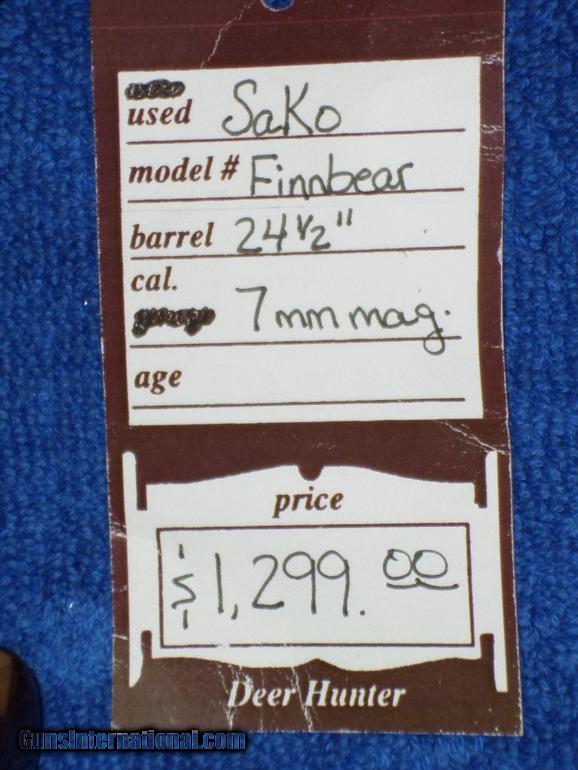 used Sako
model # Finnbear
barrel 24 1/2"
cal.
7mm mag.
age
price
$1,299.00
Deer Hunter
GunsInternational.com